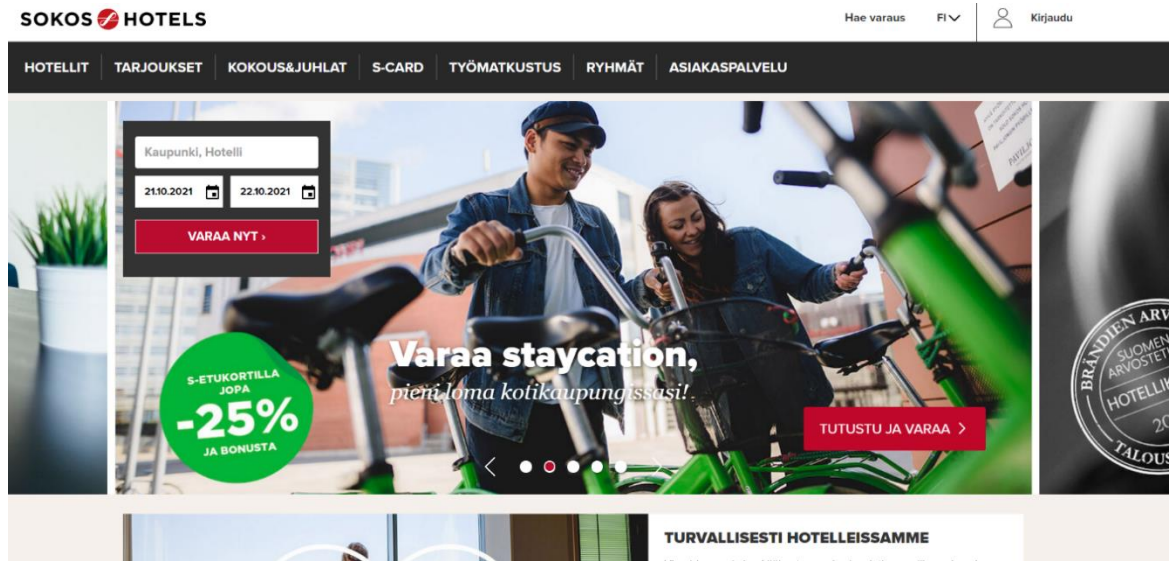 SOKOS HOTELS
Hae varaus
FI
Kirjaudu
HOTELLIT
TARJOUKSET
KOKOUS&JUHLAT
S-CARD
TYÖMATKUSTUS
RYHMÄT
ASIAKASPALVELU
Kaupunki, Hotelli
21.10.2021
22.10.2021
VARAA NYT ›
S-ETUKORTILLA
JOPA
-25%
JA BONUSTA
Varaa staycation,
pieni loma kotikaupungissasi!
TUTUSTU JA VARAA >
SUOMEN
TURVALLISESTI HOTELLEISSAMME